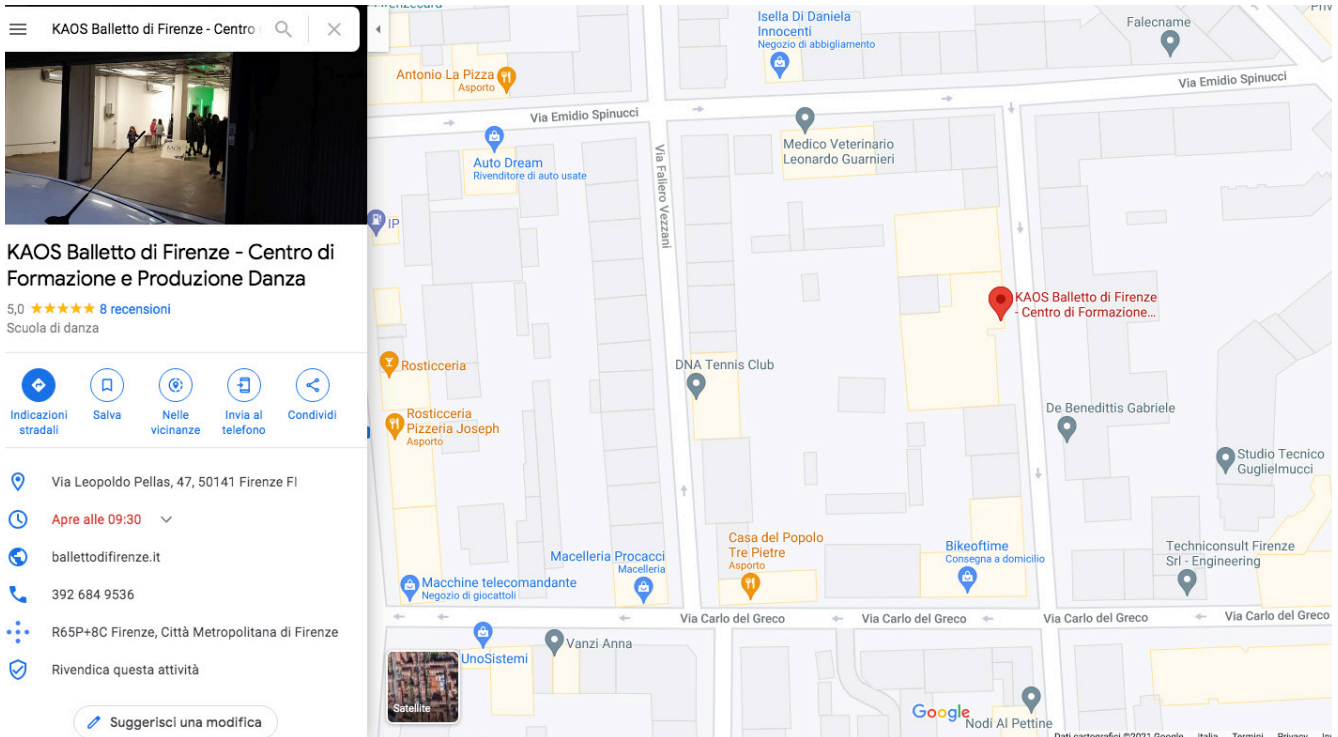 KAOS Balletto di Firenze - Centro
KAOS
KAOS Balletto di Firenze - Centro di
Formazione e Produzione Danza
5,0 ★★★★★ 8 recensioni
Scuola di danza
Indicazioni
stradali
Salva
Nelle
vicinanze
Invia al
telefono
Condividi
Via Leopoldo Pellas, 47, 50141 Firenze FI
Apre alle 09:30
ballettodifirenze.it
392 684 9536
R65P+8C Firenze, Città Metropolitana di Firenze
Rivendica questa attività
Suggerisci una modifica
Isella Di Daniela
Innocenti
Negozio di abbigliamento
Falecname
Antonio La Pizza
Asporto
Via Emidio Spinucci
Via Emidio Spinucci
Medico Veterinario
Leonardo Guarnieri
Auto Dream
Rivenditore di auto usate
Via Faliero Vezzani
IP
KAOS Balletto di Firenze
- Centro di Formazione...
Rosticceria
DNA Tennis Club
Rosticceria
Pizzeria Joseph
Asporto
De Benedittis Gabriele
Studio Tecnico
Guglielmucci
Casa del Popolo
Tre Pietre
Asporto
Bikeoftime
Consegna a domicilio
Techniconsult Firenze
Srl - Engineering
Macelleria Procacci
Macelleria
Macchine telecomandante
Negozio di giocattoli
Via Carlo del Greco
Via Carlo del Greco
Via Carlo del Greco
Via Carlo del Greco
UnoSistemi
Vanzi Anna
Satellite
Google
Nodi Al Pettine
Dati cartografici ©2021 Google Italia Termini Privacy